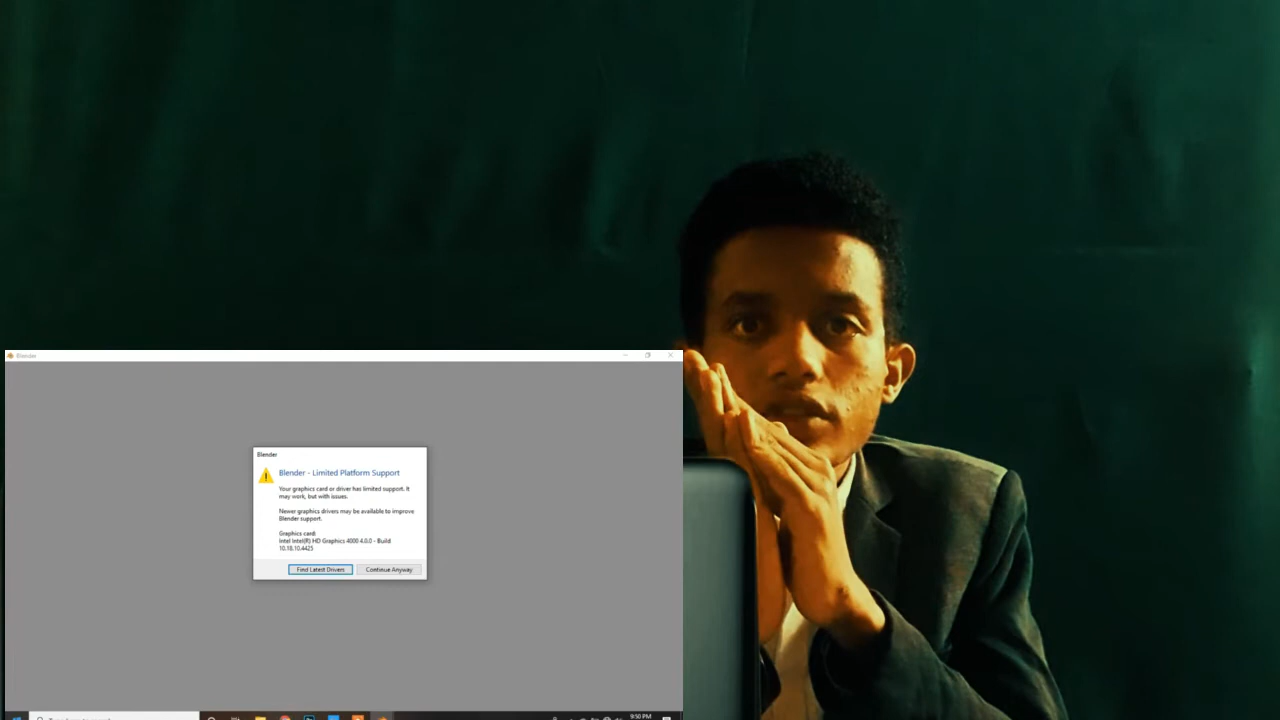 Blender
Blender
Blender - Limited Platform Support
Your graphics card or driver has limited support. It
may work, but with issues.
Newer graphics drivers may be available to improve
Blender support.
Graphics card:
Intel Intel(R) HD Graphics 4000 4.0.0 - Build
10.18.10.4425
Find Latest Drivers
Continue Anyway
9:50 PM